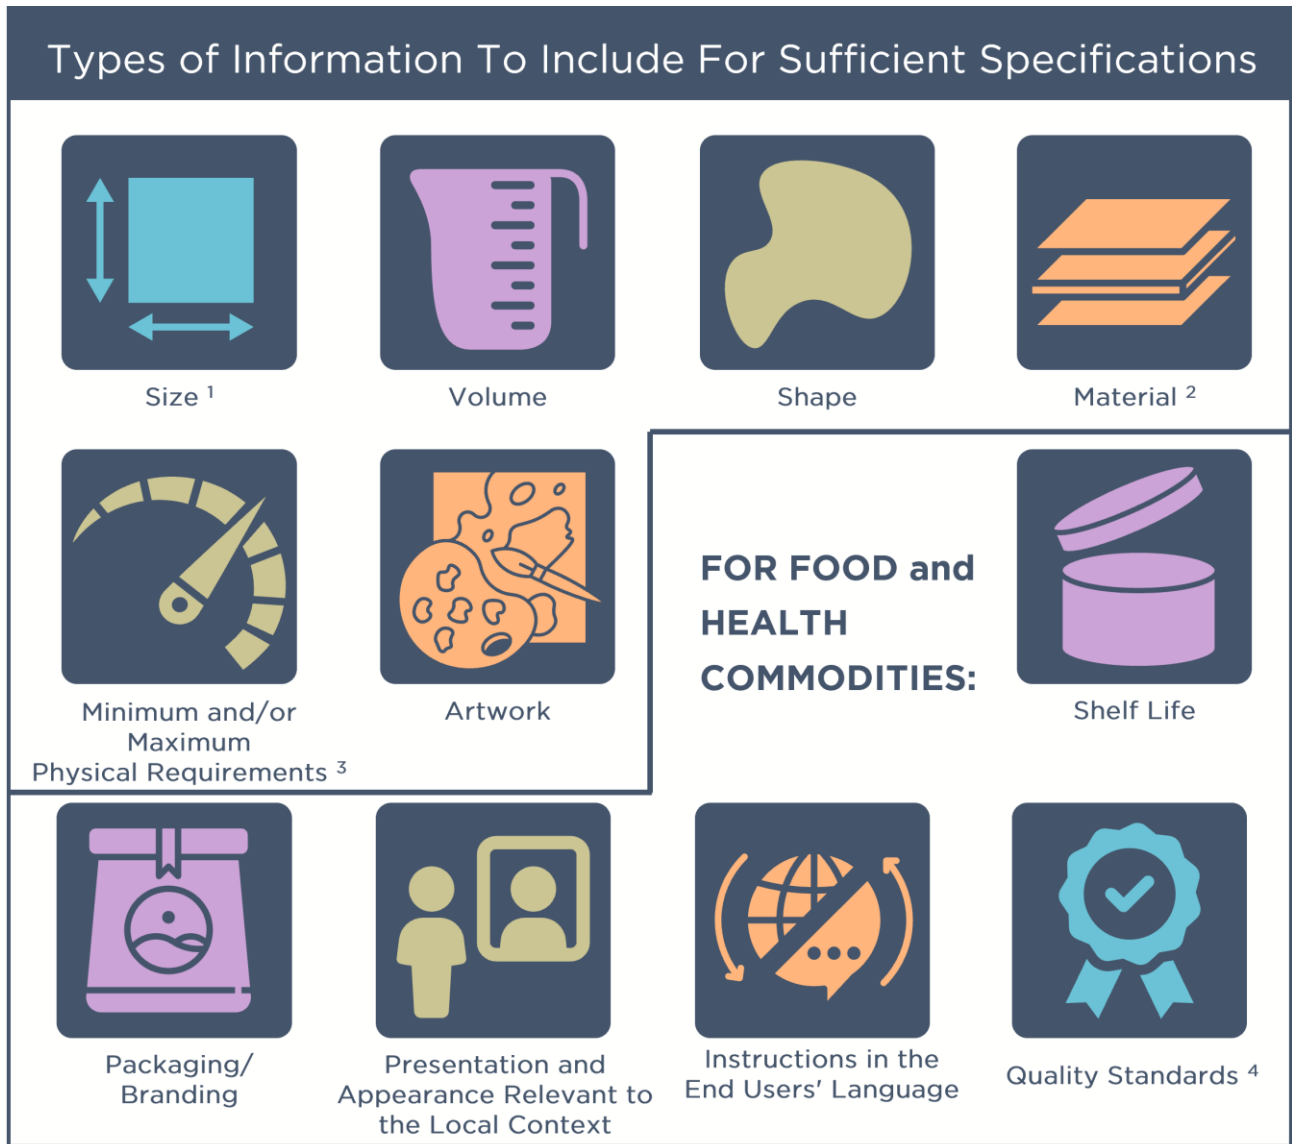 Types of Information To Include For Sufficient Specifications
Size ¹
Volume
Shape
Material ²
Minimum and/or
Maximum
Physical Requirements ³
Artwork
FOR FOOD and
HEALTH
COMMODITIES:
Shelf Life
Packaging/
Branding
Presentation and
Appearance Relevant to
the Local Context
Instructions in the
End Users' Language
Quality Standards ⁴